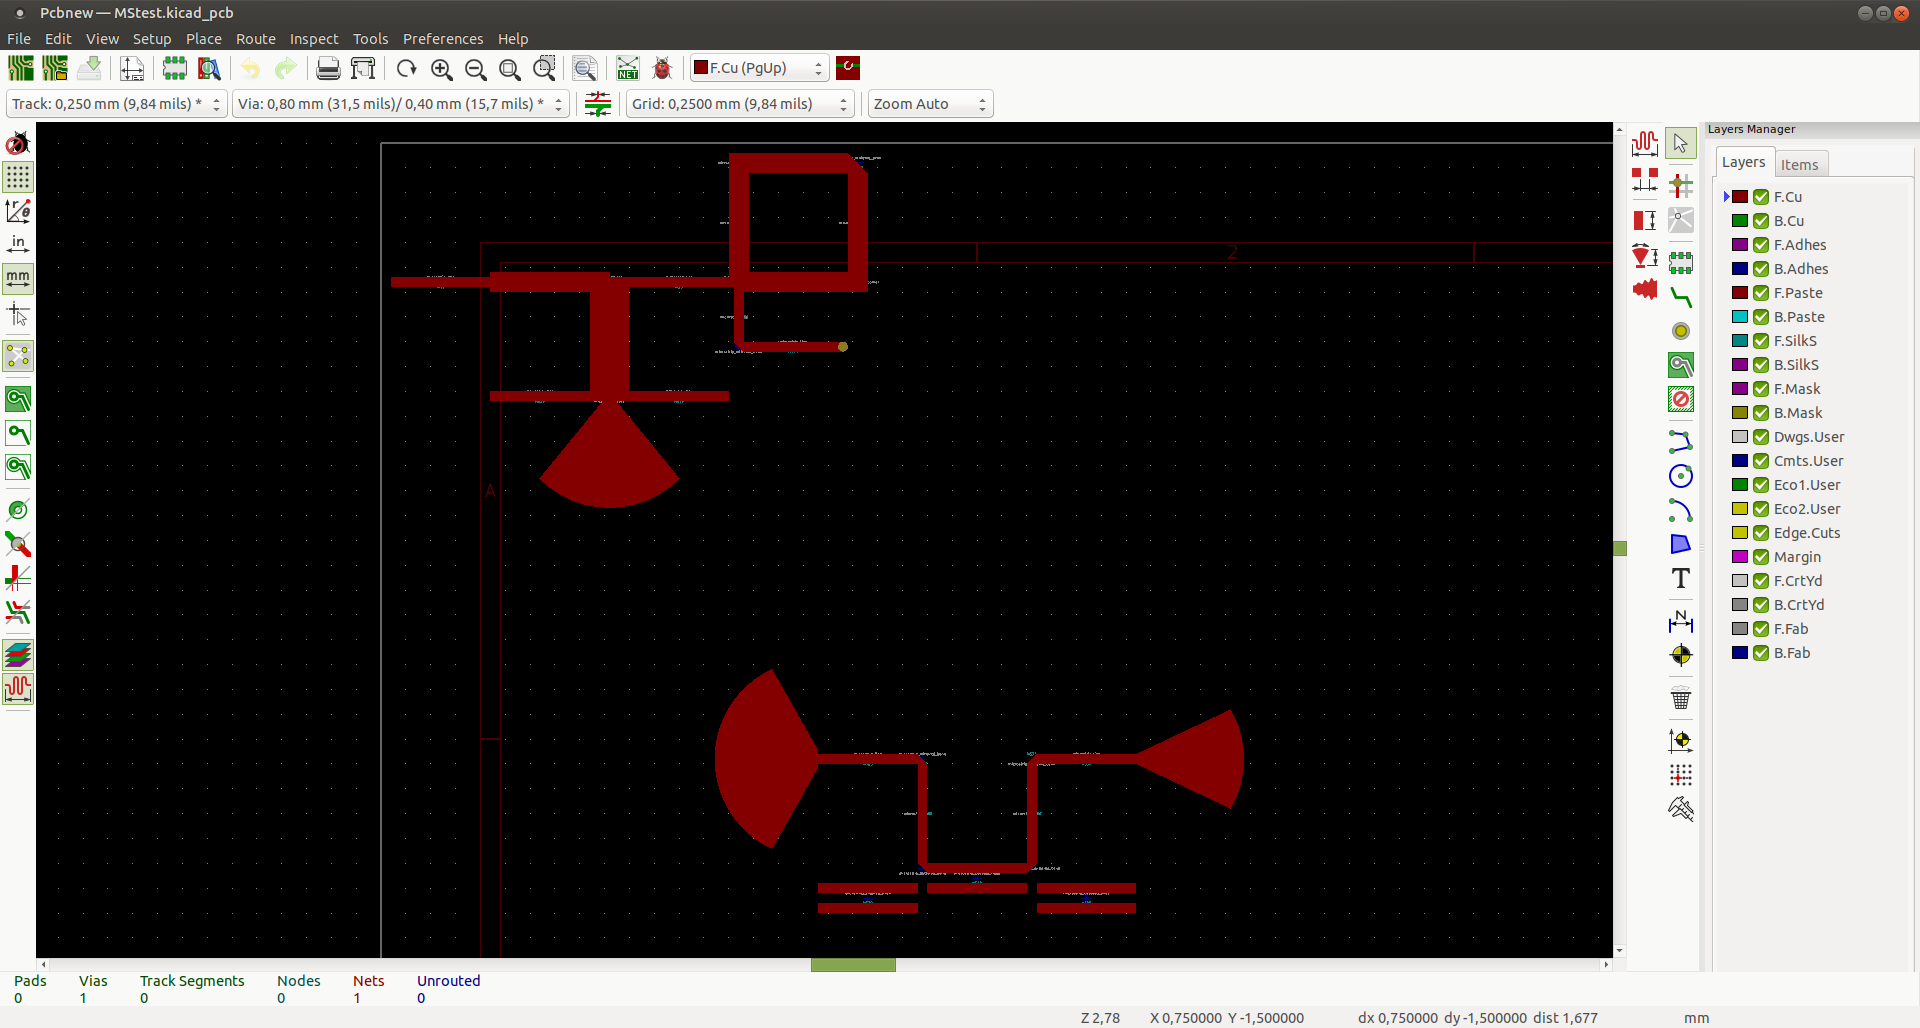 Pcbnew — MStest.kicad_pcb
File Edit View Setup Place Route Inspect Tools Preferences Help
NET
F.Cu (PgUp)
Track: 0,250 mm (9,84 mils) *
Via: 0,80 mm (31,5 mils)/ 0,40 mm (15,7 mils) *
Grid: 0,2500 mm (9,84 mils)
Zoom Auto
in
mm
2
A
T
N
Layers Manager
Layers Items
F.Cu
B.Cu
F.Adhes
B.Adhes
F.Paste
B.Paste
F.SilkS
B.SilkS
F.Mask
B.Mask
Dwgs.User
Cmts.User
Eco1.User
Eco2.User
Edge.Cuts
Margin
F.CrtYd
B.CrtYd
F.Fab
B.Fab
Pads Vias Track Segments Nodes Nets Unrouted
0 1 0 0 1 0
Z 2,78 X 0,750000 Y -1,500000 dx 0,750000 dy -1,500000 dist 1,677 mm